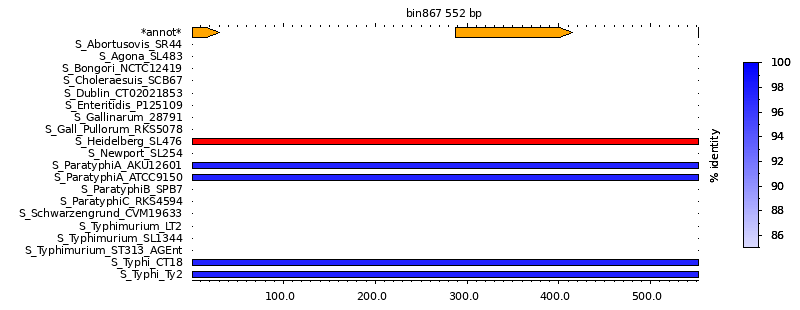 bin867 552 bp
*annot*
S_Abortusovis_SR44
S_Agona_SL483
S_Bongori_NCTC12419
S_Choleraesuis_SCB67
S_Dublin_CT02021853
S_Enteritidis_P125109
S_Gallinarum_28791
S_Gall_Pullorum_RKS5078
S_Heidelberg_SL476
S_Newport_SL254
S_ParatyphiA_AKU12601
S_ParatyphiA_ATCC9150
S_ParatyphiB_SPB7
S_ParatyphiC_RKS4594
S_Schwarzengrund_CVM19633
S_Typhimurium_LT2
S_Typhimurium_SL1344
S_Typhimurium_ST313_AGEnt
S_Typhi_CT18
S_Typhi_Ty2
100.0 200.0 300.0 400.0 500.0
% identity
100
98
96
94
92
90
88
86